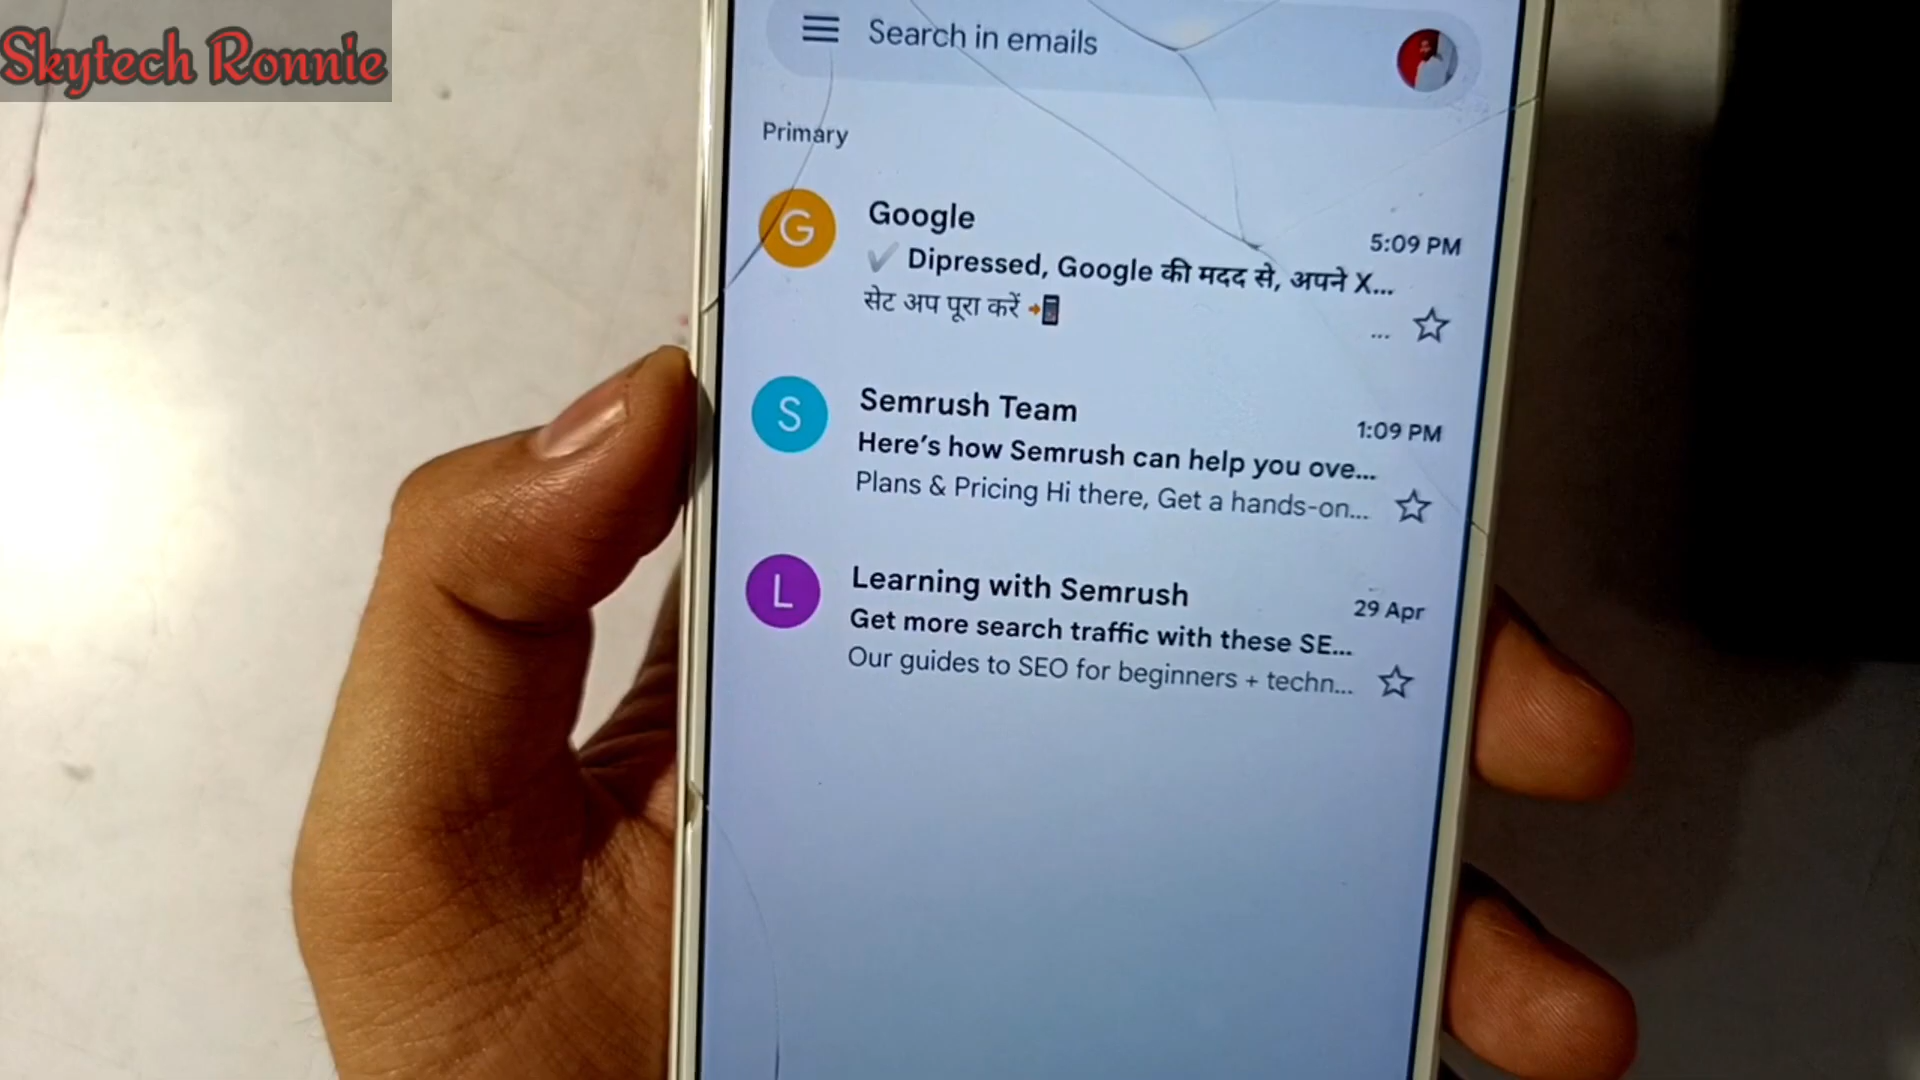 Skytech Ronnie
Search in emails
Primary
G
Google
5:09 PM
✔ Dipressed, Google की मदद से, अपने X...
सेट अप पूरा करें 📲
...
S
Semrush Team
1:09 PM
Here's how Semrush can help you ove...
Plans & Pricing Hi there, Get a hands-on...
L
Learning with Semrush
29 Apr
Get more search traffic with these SE...
Our guides to SEO for beginners + techn...